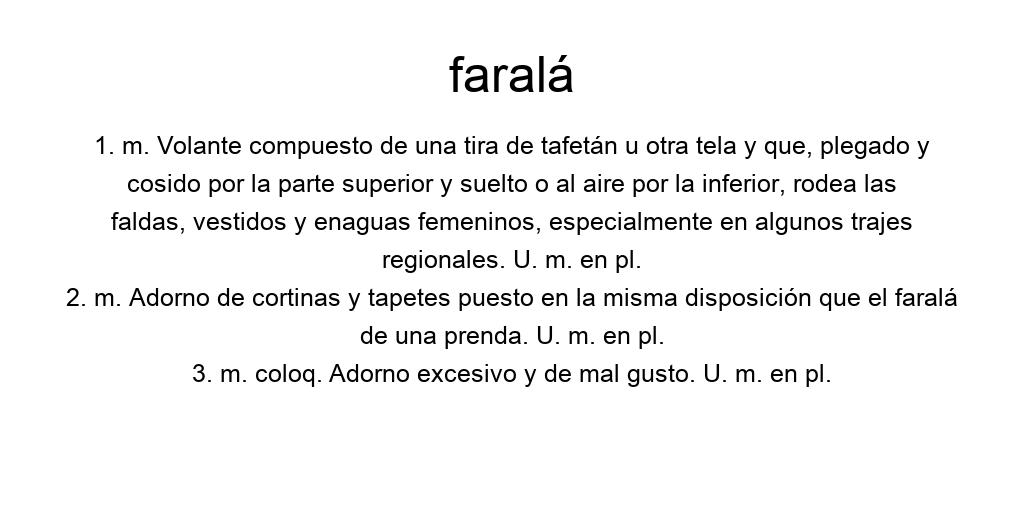 faralá
1. m. Volante compuesto de una tira de tafetán u otra tela y que, plegado y
cosido por la parte superior y suelto o al aire por la inferior, rodea las
faldas, vestidos y enaguas femeninos, especialmente en algunos trajes
regionales. U. m. en pl.
2. m. Adorno de cortinas y tapetes puesto en la misma disposición que el faralá
de una prenda. U. m. en pl.
3. m. coloq. Adorno excesivo y de mal gusto. U. m. en pl.